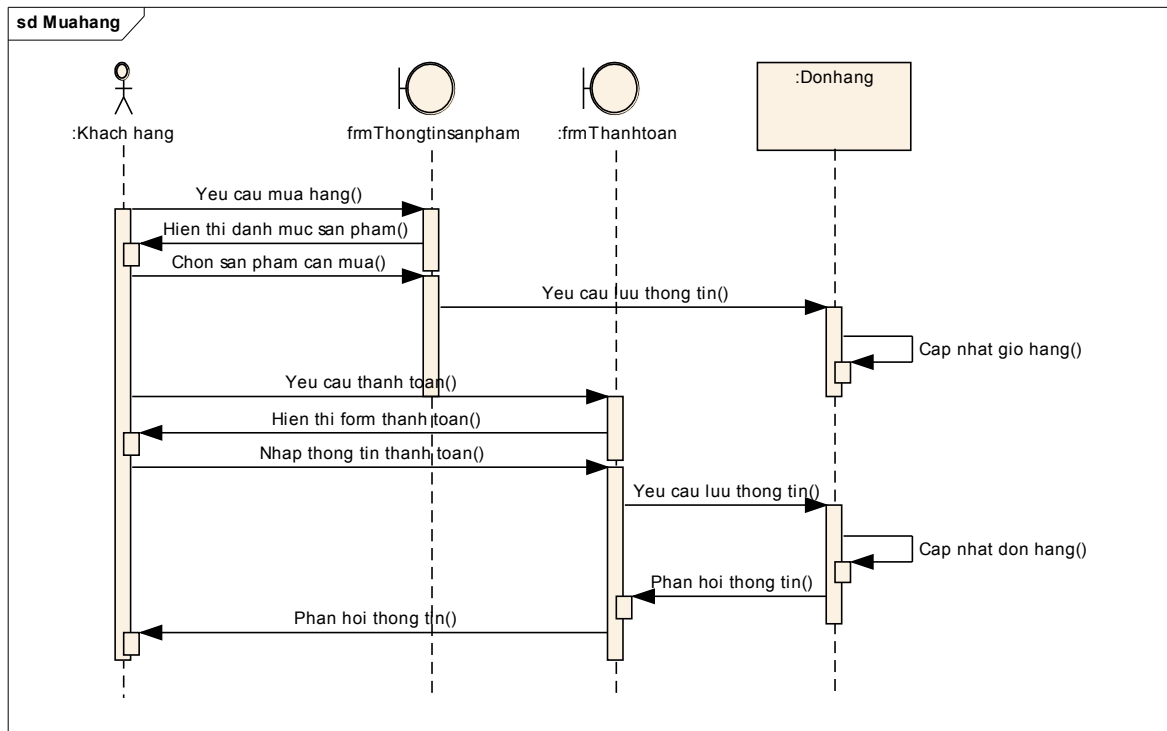 sd Muahang
:Khach hang
frmThongtinsanpham
:frmThanhtoan
:Donhang
Yeu cau mua hang()
Hien thi danh muc san pham()
Chon san pham can mua()
Yeu cau luu thong tin()
Cap nhat gio hang()
Yeu cau thanh toan()
Hien thi form thanh toan()
Nhap thong tin thanh toan()
Yeu cau luu thong tin()
Cap nhat don hang()
Phan hoi thong tin()
Phan hoi thong tin()